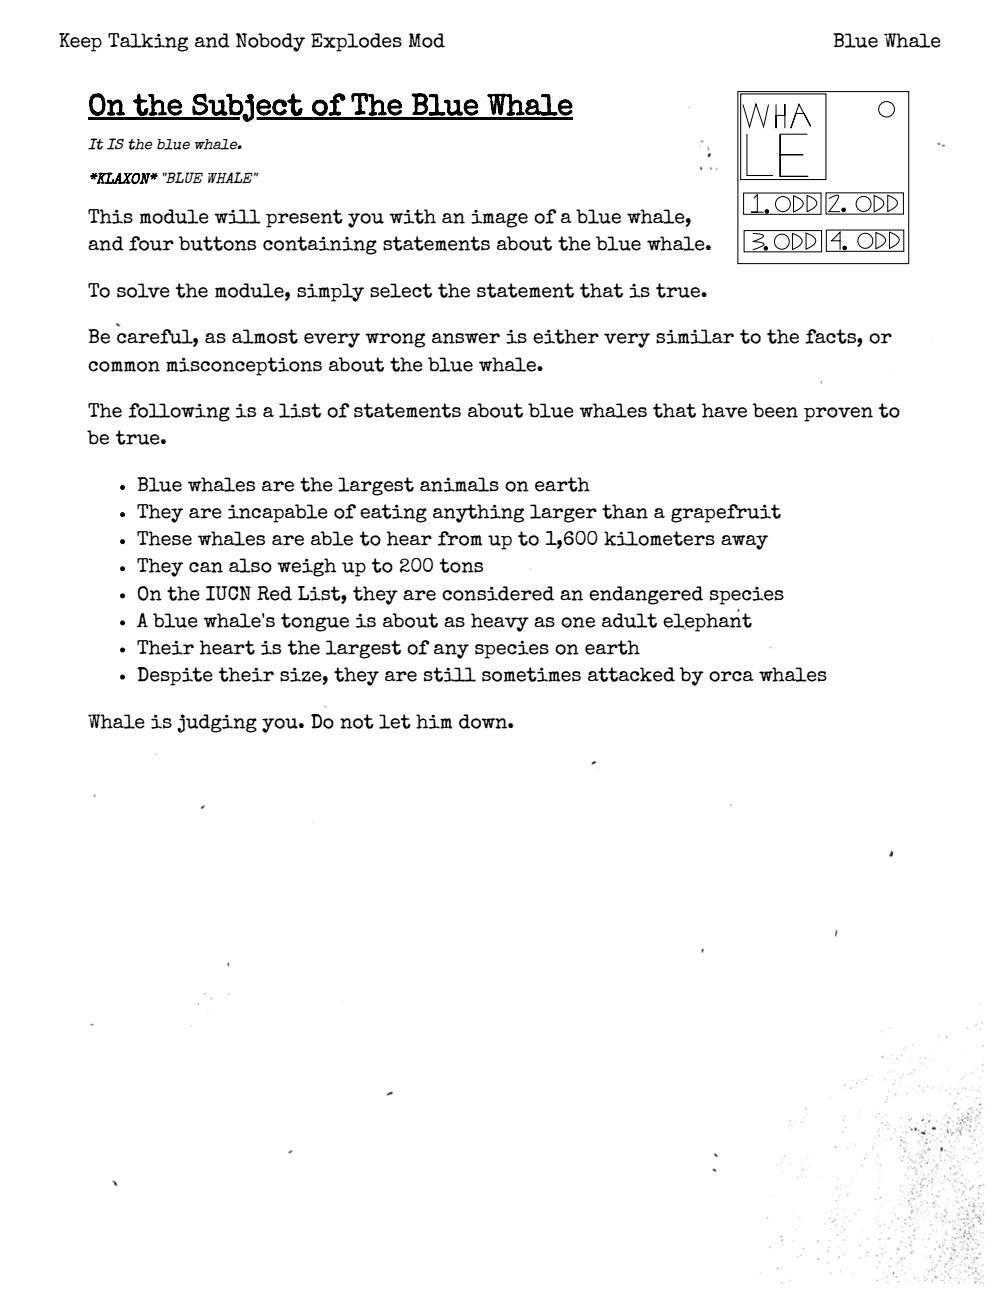 Keep Talking and Nobody Explodes Mod
Blue Whale
On the Subject of The Blue Whale
It IS the blue whale.
*KLAXON* "BLUE WHALE"
WHA
LE
1. ODD 2. ODD
3. ODD 4. ODD
This module will present you with an image of a blue whale,
and four buttons containing statements about the blue whale.
To solve the module, simply select the statement that is true.
Be careful, as almost every wrong answer is either very similar to the facts, or
common misconceptions about the blue whale.
The following is a list of statements about blue whales that have been proven to
be true.
• Blue whales are the largest animals on earth
• They are incapable of eating anything larger than a grapefruit
• These whales are able to hear from up to 1,600 kilometers away
• They can also weigh up to 200 tons
• On the IUCN Red List, they are considered an endangered species
• A blue whale's tongue is about as heavy as one adult elephant
• Their heart is the largest of any species on earth
• Despite their size, they are still sometimes attacked by orca whales
Whale is judging you. Do not let him down.